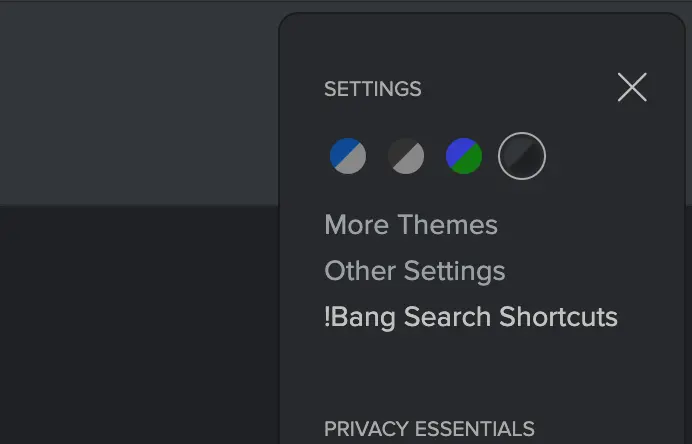 SETTINGS
More Themes
Other Settings
!Bang Search Shortcuts
PRIVACY ESSENTIALS